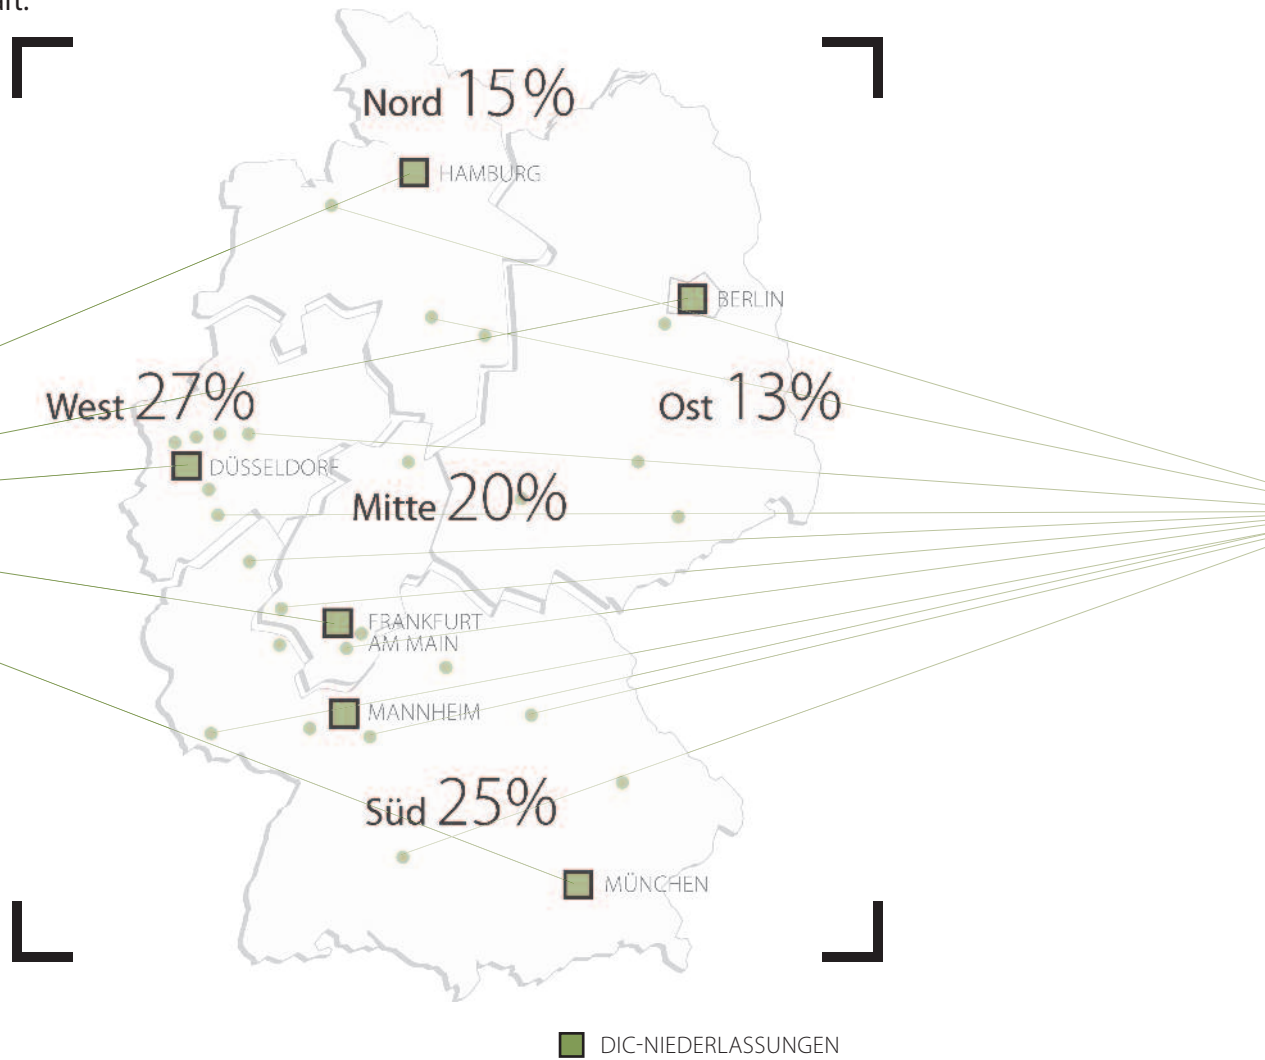 Nord 15%
HAMBURG
BERLIN
West 27%
Ost 13%
DÜSSELDORF
Mitte 20%
FRANKFURT
AM MAIN
MANNHEIM
Süd 25%
MÜNCHEN
DIC-NIEDERLASSUNGEN